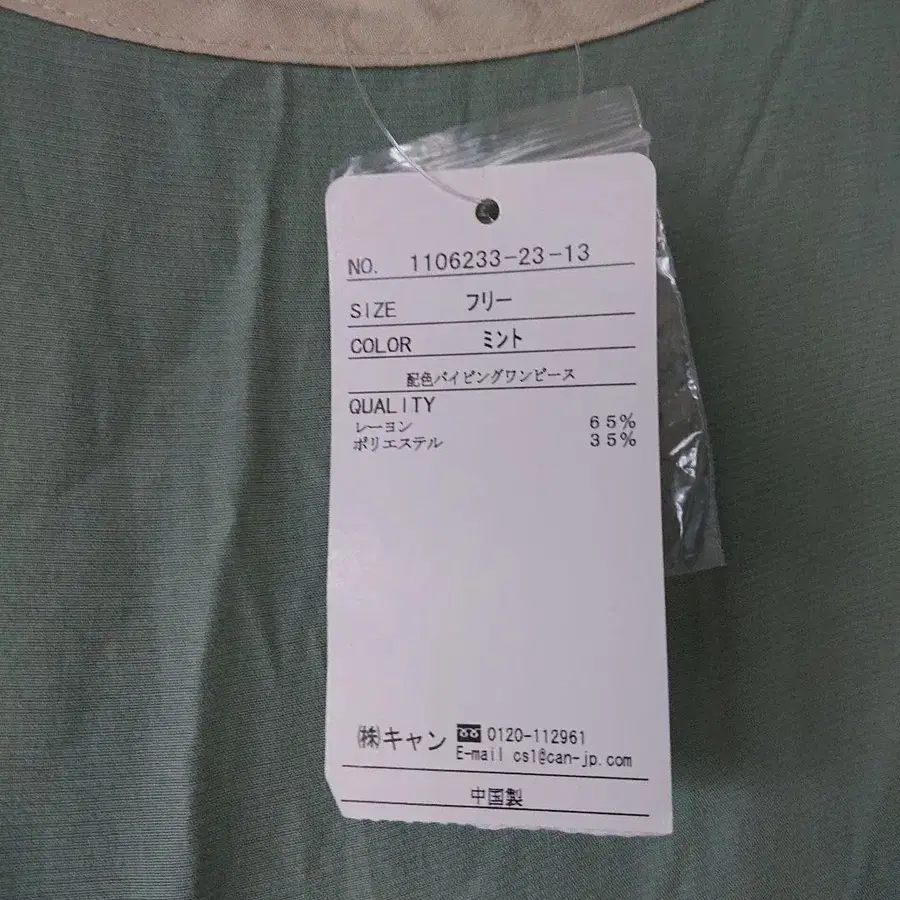 NO. 1106233-23-13
SIZE フリー
COLOR ミント
配色パイピングワンピース
QUALITY
レーヨン 65%
ポリエステル 35%
㈱キャン 0120-112961
E-mail cs1@can-jp.com
中国製